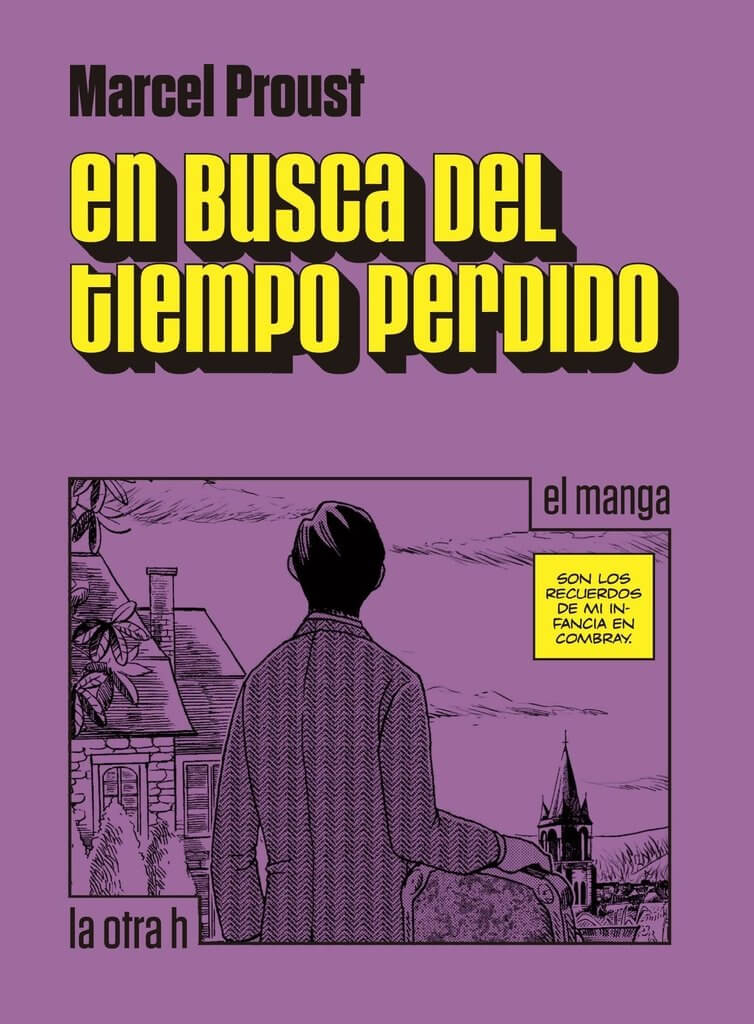 Marcel Proust
en busca del
tiempo perdido
el manga
SON LOS
RECUERDOS
DE MI IN-
FANCIA EN
COMBRAY.
la otra h